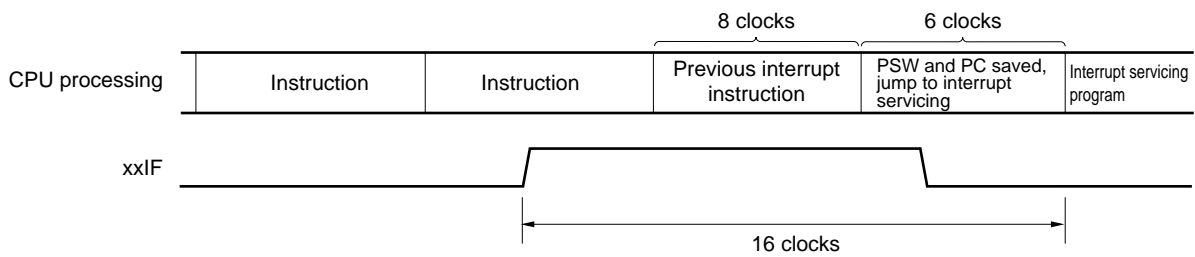 8 clocks
6 clocks
CPU processing
Instruction
Instruction
Previous interrupt
instruction
PSW and PC saved,
jump to interrupt
servicing
Interrupt servicing
program
xxIF
16 clocks